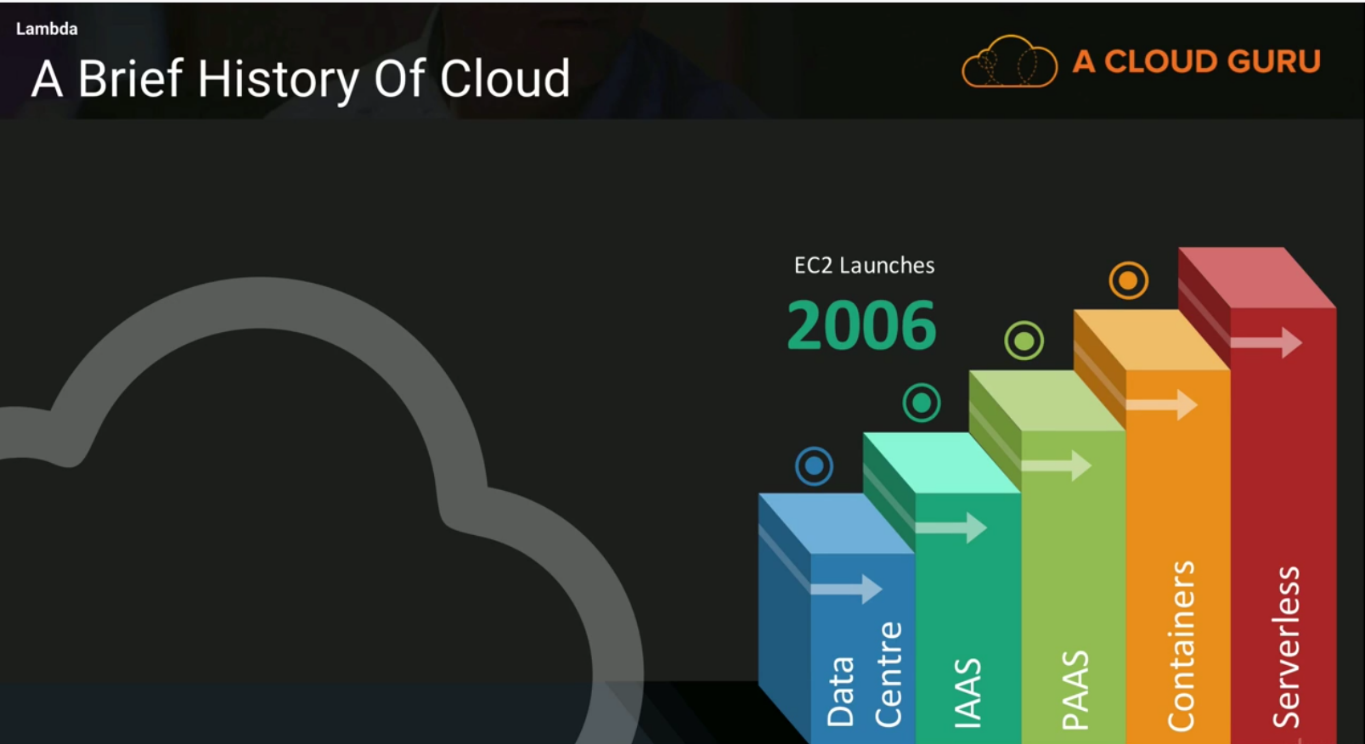 Lambda
A Brief History Of Cloud
A CLOUD GURU
EC2 Launches
2006
Data
Centre
IAAS
PAAS
Containers
Serverless